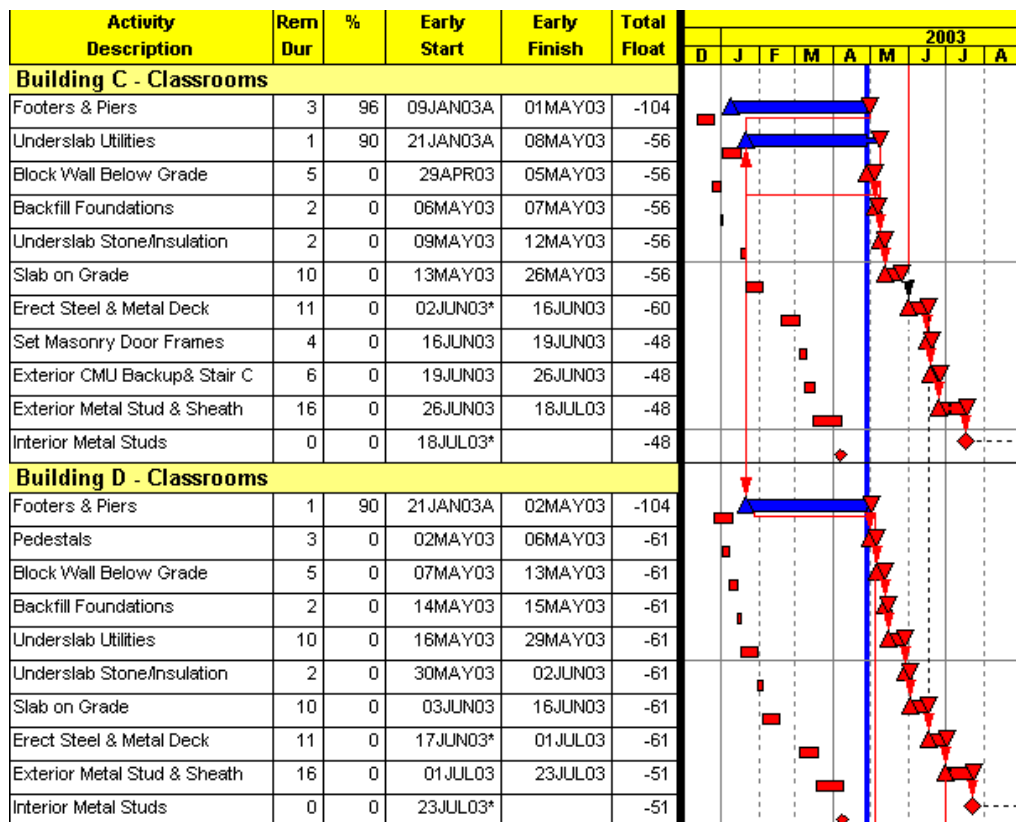 Activity Rem % Early Early Total
Description Dur Start Finish Float
2003
D J F M A M J J A
Building C - Classrooms
Footers & Piers 3 96 09JAN03A 01MAY03 -104
Underslab Utilities 1 90 21JAN03A 08MAY03 -56
Block Wall Below Grade 5 0 29APR03 05MAY03 -56
Backfill Foundations 2 0 06MAY03 07MAY03 -56
Underslab Stone/Insulation 2 0 09MAY03 12MAY03 -56
Slab on Grade 10 0 13MAY03 26MAY03 -56
Erect Steel & Metal Deck 11 0 02JUN03* 16JUN03 -60
Set Masonry Door Frames 4 0 16JUN03 19JUN03 -48
Exterior CMU Backup& Stair C 6 0 19JUN03 26JUN03 -48
Exterior Metal Stud & Sheath 16 0 26JUN03 18JUL03 -48
Interior Metal Studs 0 0 18JUL03* -48
Building D - Classrooms
Footers & Piers 1 90 21JAN03A 02MAY03 -104
Pedestals 3 0 02MAY03 06MAY03 -61
Block Wall Below Grade 5 0 07MAY03 13MAY03 -61
Backfill Foundations 2 0 14MAY03 15MAY03 -61
Underslab Utilities 10 0 16MAY03 29MAY03 -61
Underslab Stone/Insulation 2 0 30MAY03 02JUN03 -61
Slab on Grade 10 0 03JUN03 16JUN03 -61
Erect Steel & Metal Deck 11 0 17JUN03* 01JUL03 -61
Exterior Metal Stud & Sheath 16 0 01JUL03 23JUL03 -51
Interior Metal Studs 0 0 23JUL03* -51